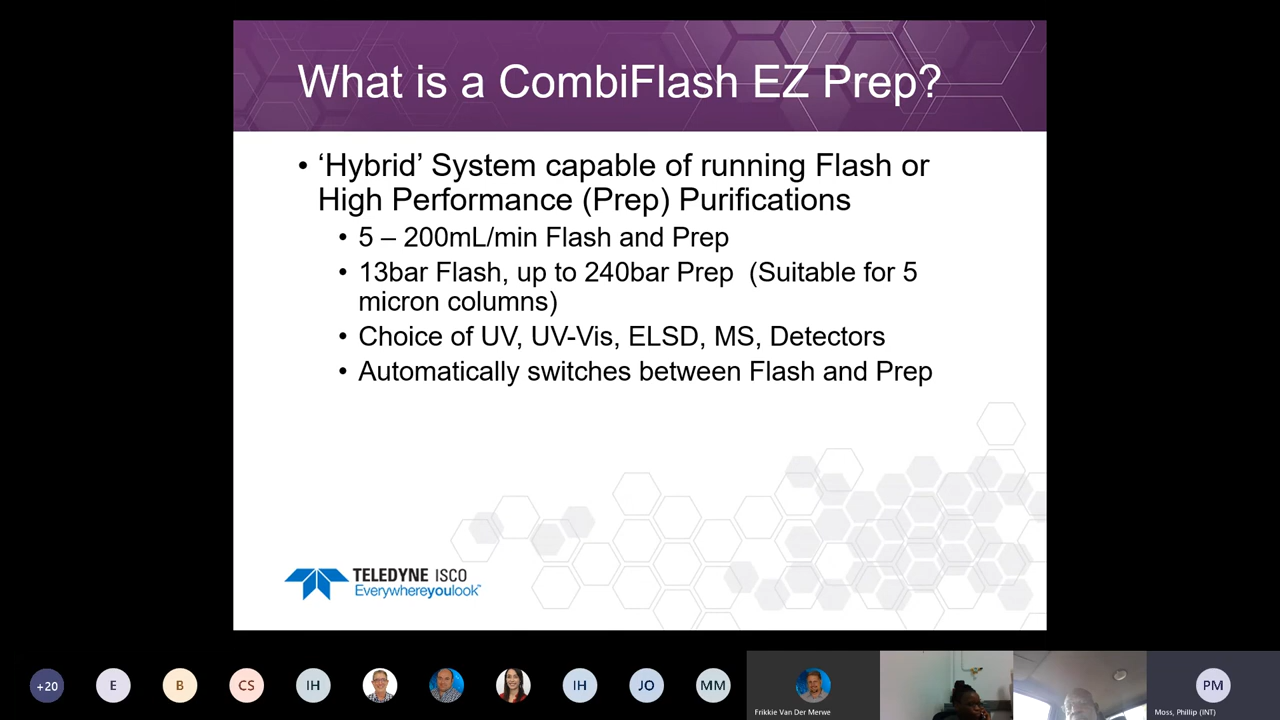 What is a CombiFlash EZ Prep?
• ‘Hybrid’ System capable of running Flash or
High Performance (Prep) Purifications
• 5 – 200mL/min Flash and Prep
• 13bar Flash, up to 240bar Prep  (Suitable for 5
micron columns)
• Choice of UV, UV-Vis, ELSD, MS, Detectors
• Automatically switches between Flash and Prep
TELEDYNE ISCO
Everywhereyoulook™
+20
E
B
CS
IH
IH
JO
MM
Frikkie Van Der Merwe
PM
Moss, Phillip (INT)